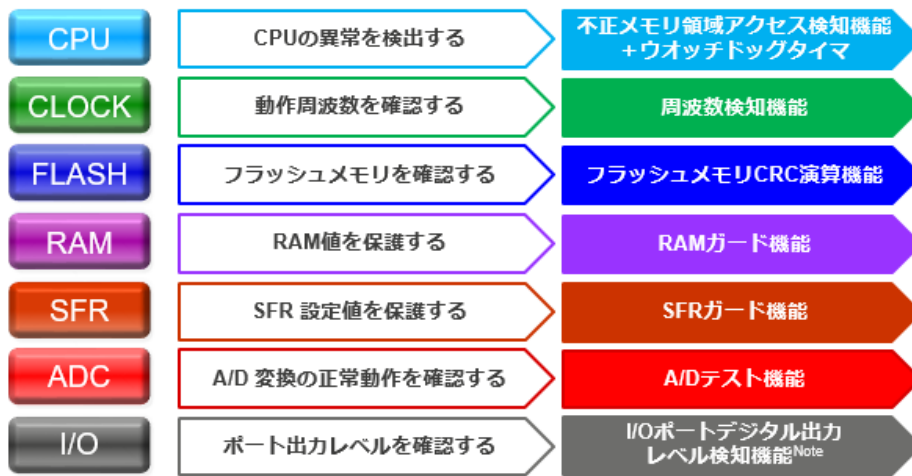 CPU
CPUの異常を検出する
不正メモリ領域アクセス検知機能
＋ウオッチドッグタイマ
CLOCK
動作周波数を確認する
周波数検知機能
FLASH
フラッシュメモリを確認する
フラッシュメモリCRC演算機能
RAM
RAM値を保護する
RAMガード機能
SFR
SFR 設定値を保護する
SFRガード機能
ADC
A/D 変換の正常動作を確認する
A/Dテスト機能
I/O
ポート出力レベルを確認する
I/Oポートデジタル出力
レベル検知機能Note